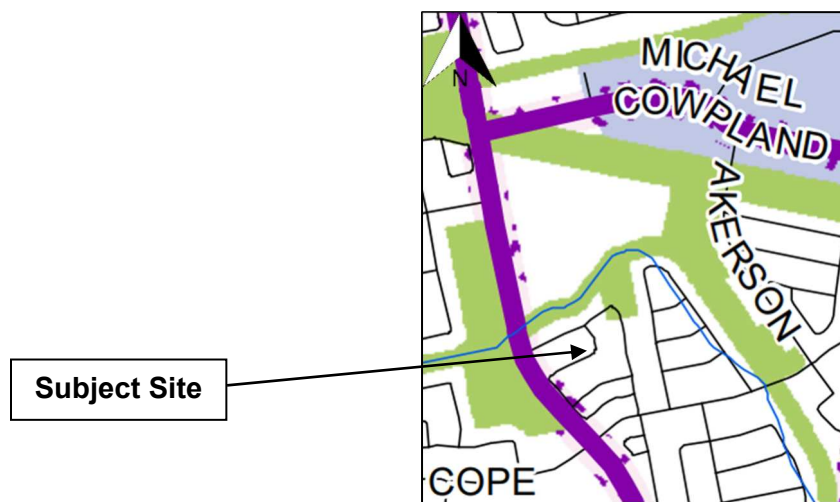 N
MICHAEL
COWPLAND
AKERSON
Subject Site
COPE